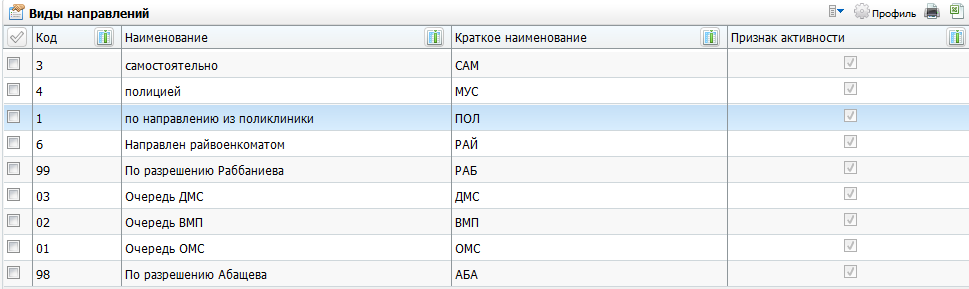 Виды направлений Профиль
Код Наименование Краткое наименование Признак активности
3 самостоятельно САМ
4 полицией МУС
1 по направлению из поликлиники ПОЛ
6 Направлен райвоенкоматом РАЙ
99 По разрешению Раббаниева РАБ
03 Очередь ДМС ДМС
02 Очередь ВМП ВМП
01 Очередь ОМС ОМС
98 По разрешению Абащева АБА